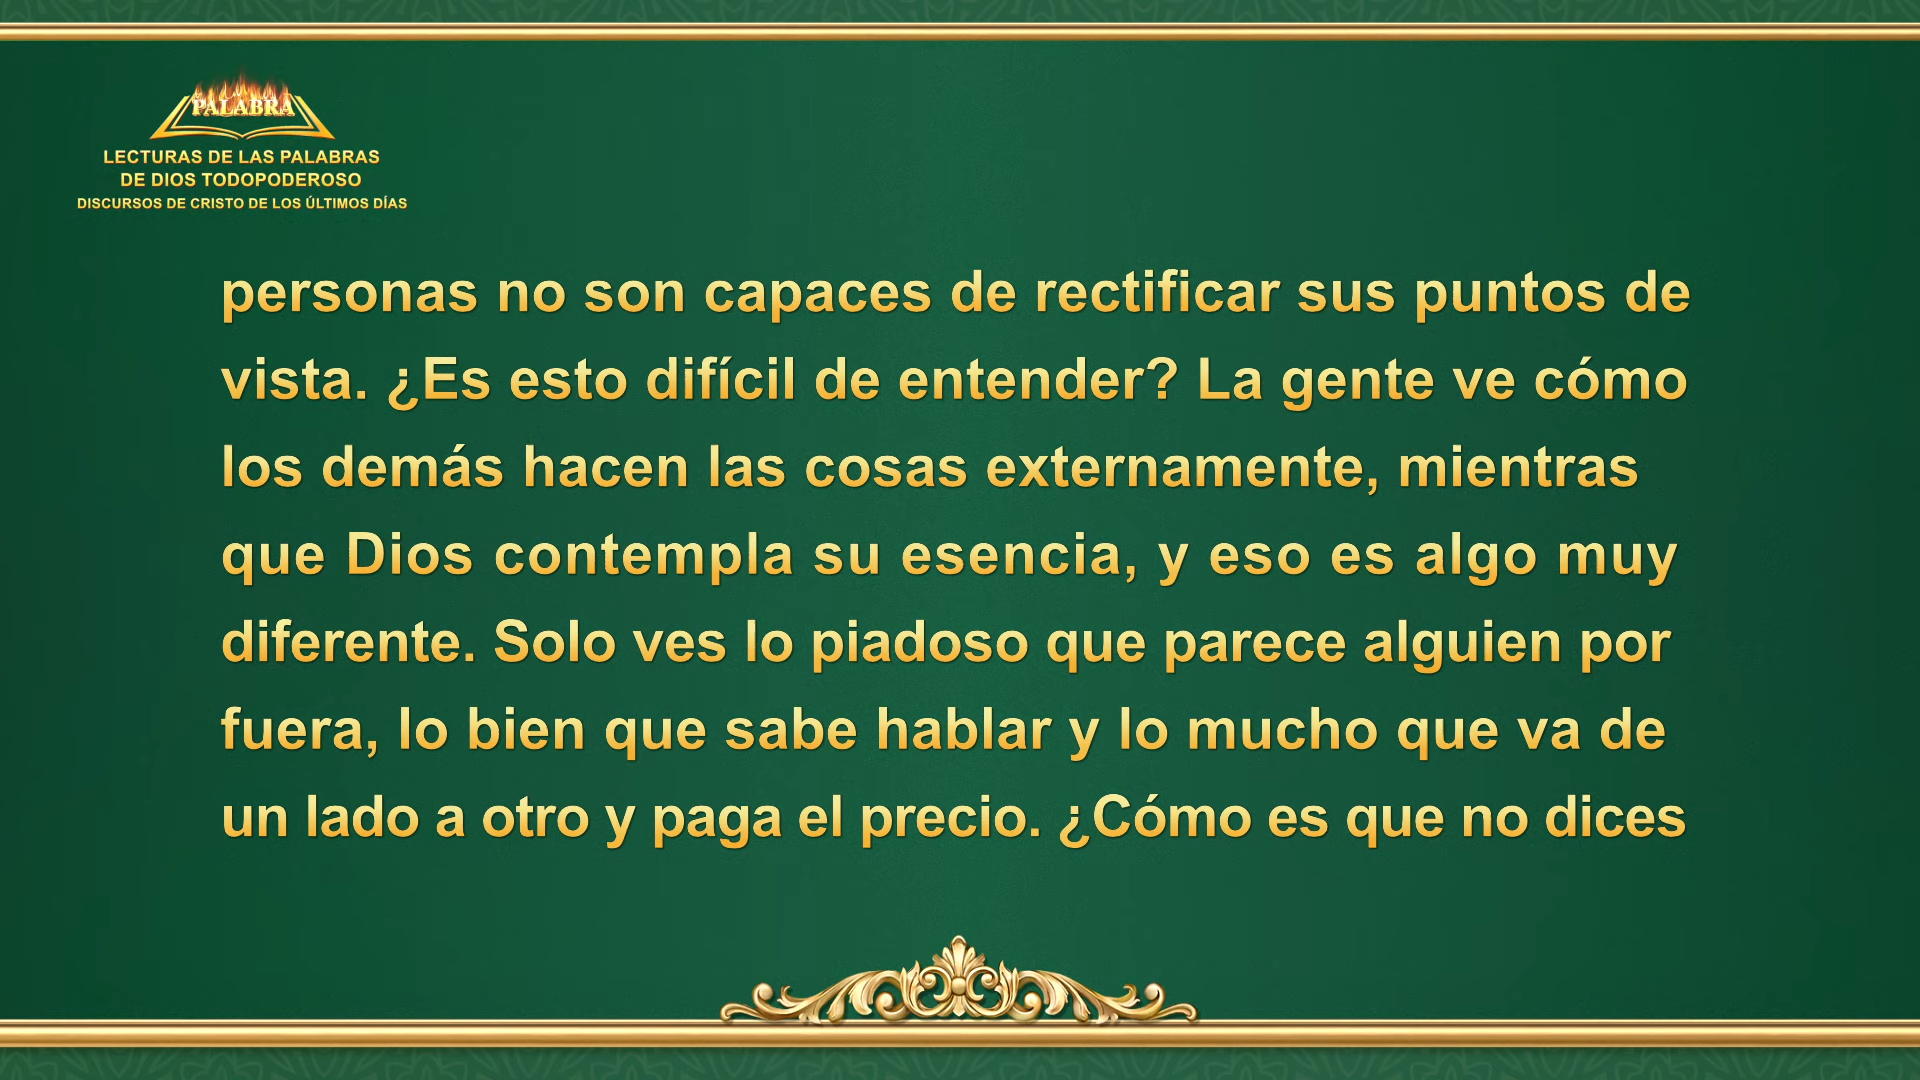 PALABRA
LECTURAS DE LAS PALABRAS
DE DIOS TODOPODEROSO
DISCURSOS DE CRISTO DE LOS ÚLTIMOS DÍAS
personas no son capaces de rectificar sus puntos de
vista. ¿Es esto difícil de entender? La gente ve cómo
los demás hacen las cosas externamente, mientras
que Dios contempla su esencia, y eso es algo muy
diferente. Solo ves lo piadoso que parece alguien por
fuera, lo bien que sabe hablar y lo mucho que va de
un lado a otro y paga el precio. ¿Cómo es que no dices